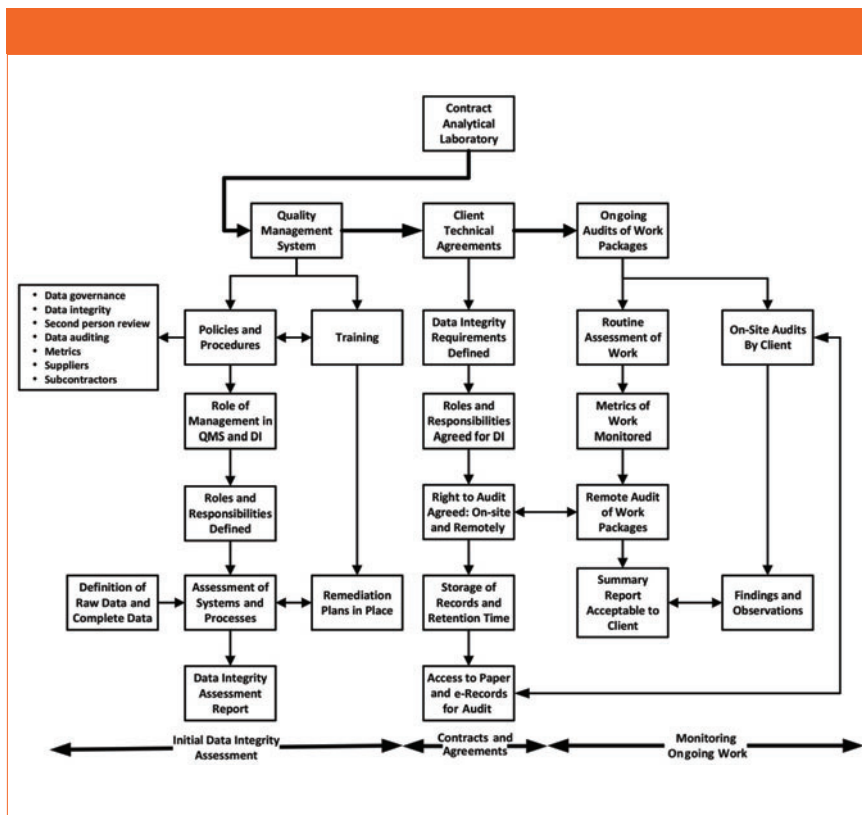 Contract
Analytical
Laboratory
Quality
Management
System
Client
Technical
Agreements
Ongoing
Audits of Work
Packages
• Data governance
• Data integrity
• Second person review
• Data auditing
• Metrics
• Suppliers
• Subcontractors
Policies and
Procedures
Training
Data Integrity
Requirements
Defined
Routine
Assessment of
Work
On-Site Audits
By Client
Role of
Management in
QMS and DI
Roles and
Responsibilities
Agreed for DI
Metrics of
Work
Monitored
Roles and
Responsibilities
Defined
Right to Audit
Agreed: On-site
and Remotely
Remote Audit
of Work
Packages
Definition of
Raw Data and
Complete Data
Assessment of
Systems and
Processes
Remediation
Plans in Place
Storage of
Records and
Retention Time
Summary
Report
Acceptable to
Client
Findings and
Observations
Data Integrity
Assessment
Report
Access to Paper
and e-Records
for Audit
Initial Data Integrity
Assessment
Contracts and
Agreements
Monitoring
Ongoing Work